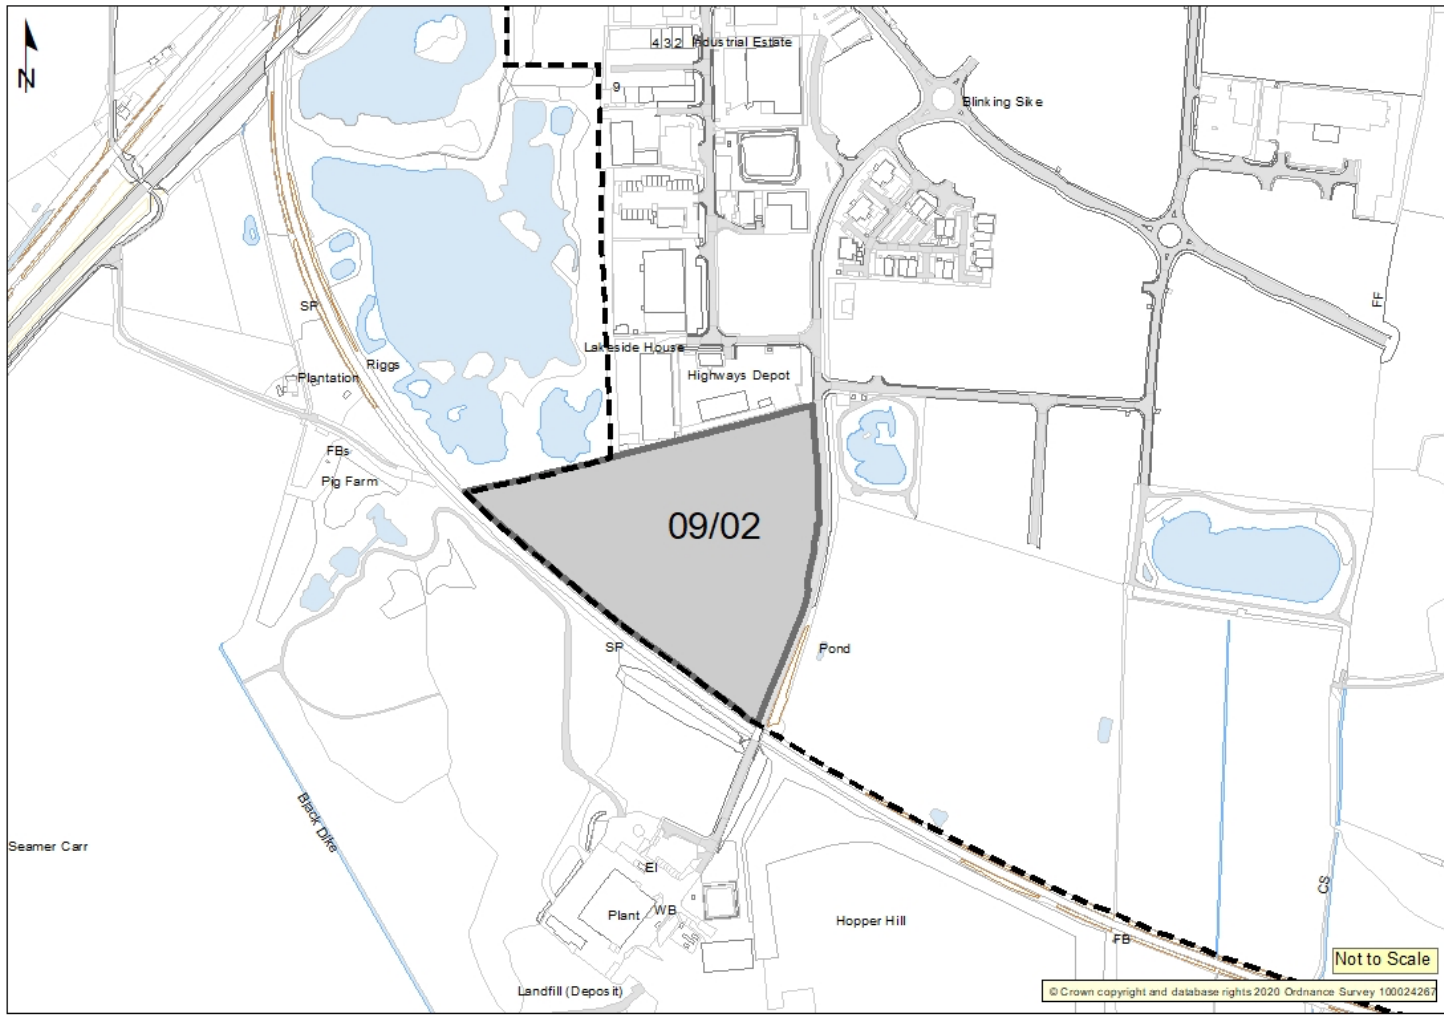 N
4 3 2
Industrial Estate
9
Blinking Sike
SP
FF
Lakeside House
Riggs
Plantation
Highways Depot
FBs
Pig Farm
09/02
SP
Pond
Black Dike
Seamer Carr
El
CS
Plant
WB
Hopper Hill
FB
Not to Scale
Landfill (Deposit)
© Crown copyright and database rights 2020 Ordnance Survey 100024267